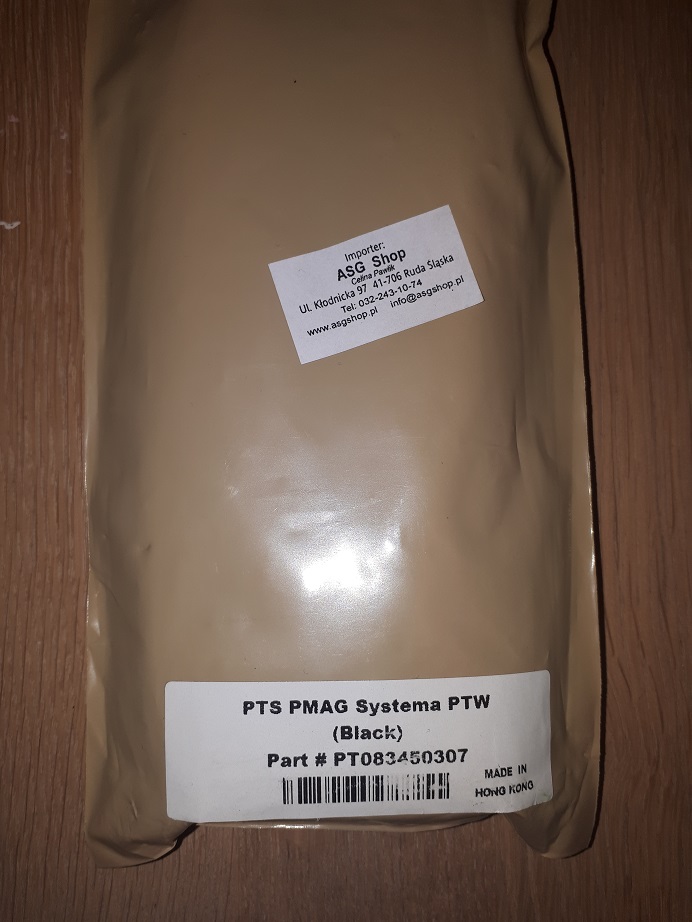 Importer:
ASG Shop
Celina Pawlik
UL. Kłodnicka 97 41-706 Ruda Śląska
Tel: 032-243-10-74
www.asgshop.pl info@asgshop.pl
PTS PMAG Systema PTW
(Black)
Part # PT083450307
MADE IN
HONG KONG